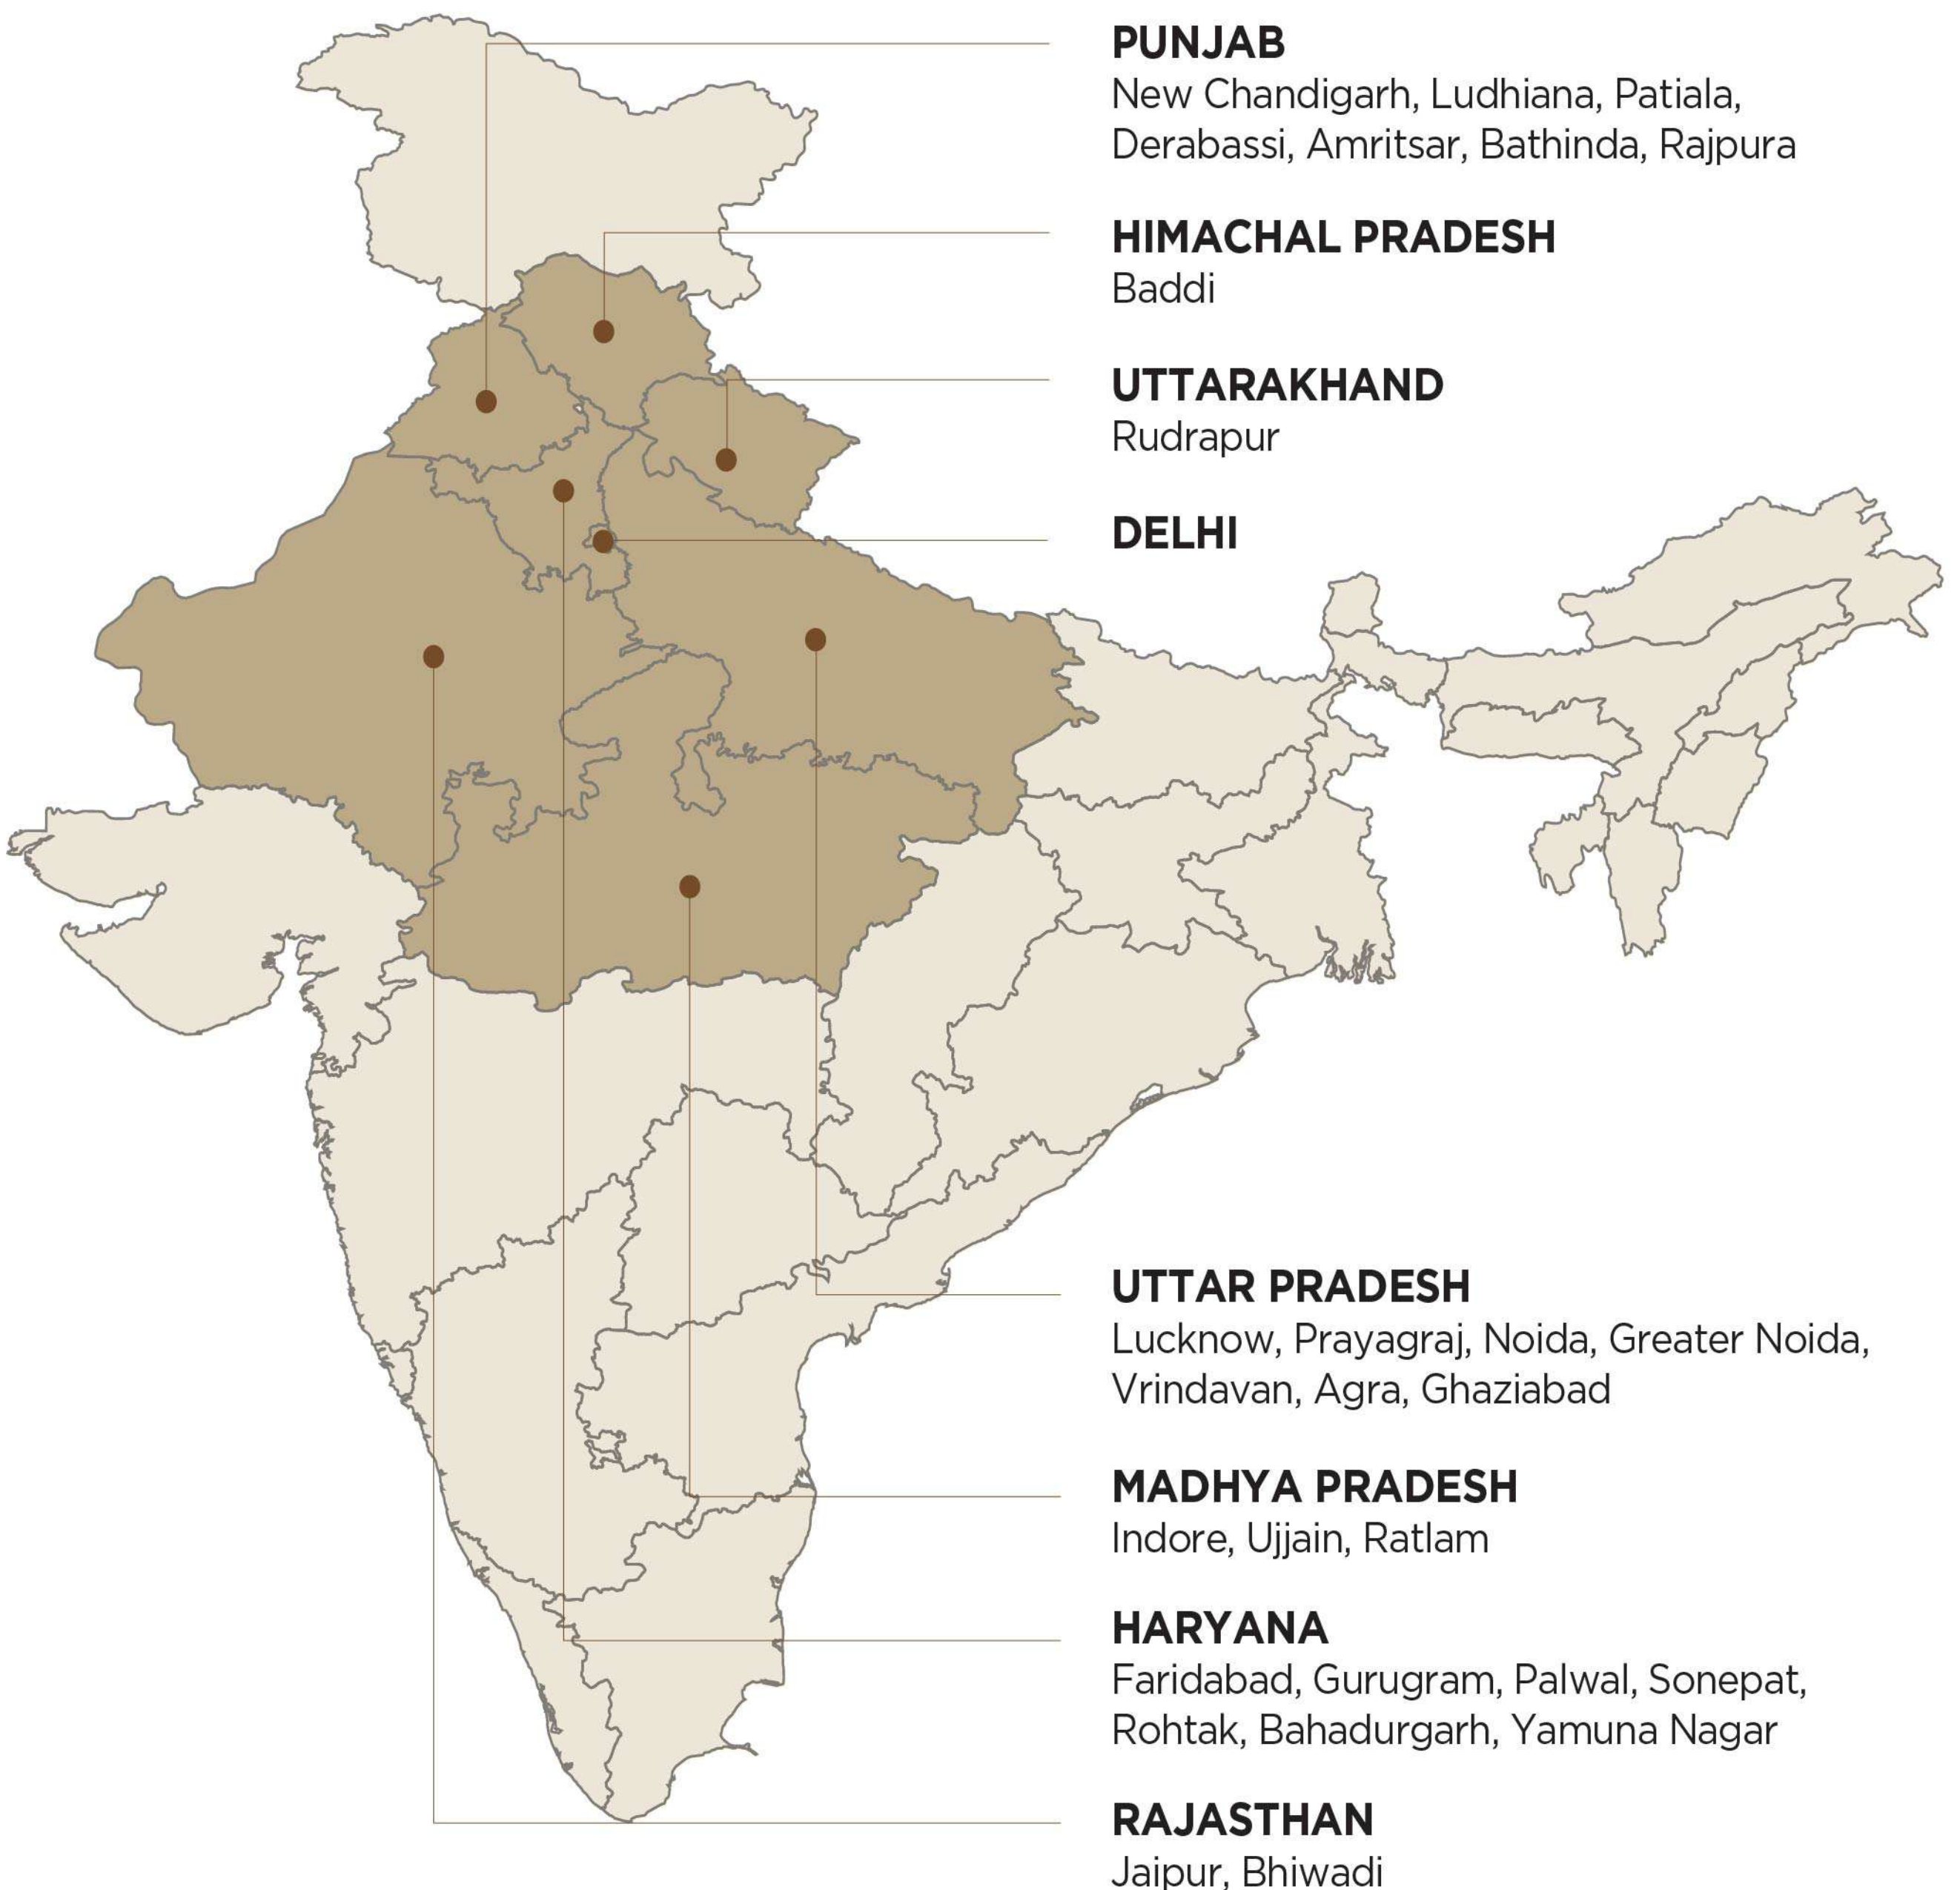 PUNJAB
New Chandigarh, Ludhiana, Patiala,
Derabassi, Amritsar, Bathinda, Rajpura
HIMACHAL PRADESH
Baddi
UTTARAKHAND
Rudrapur
DELHI
UTTAR PRADESH
Lucknow, Prayagraj, Noida, Greater Noida,
Vrindavan, Agra, Ghaziabad
MADHYA PRADESH
Indore, Ujjain, Ratlam
HARYANA
Faridabad, Gurugram, Palwal, Sonepat,
Rohtak, Bahadurgarh, Yamuna Nagar
RAJASTHAN
Jaipur, Bhiwadi